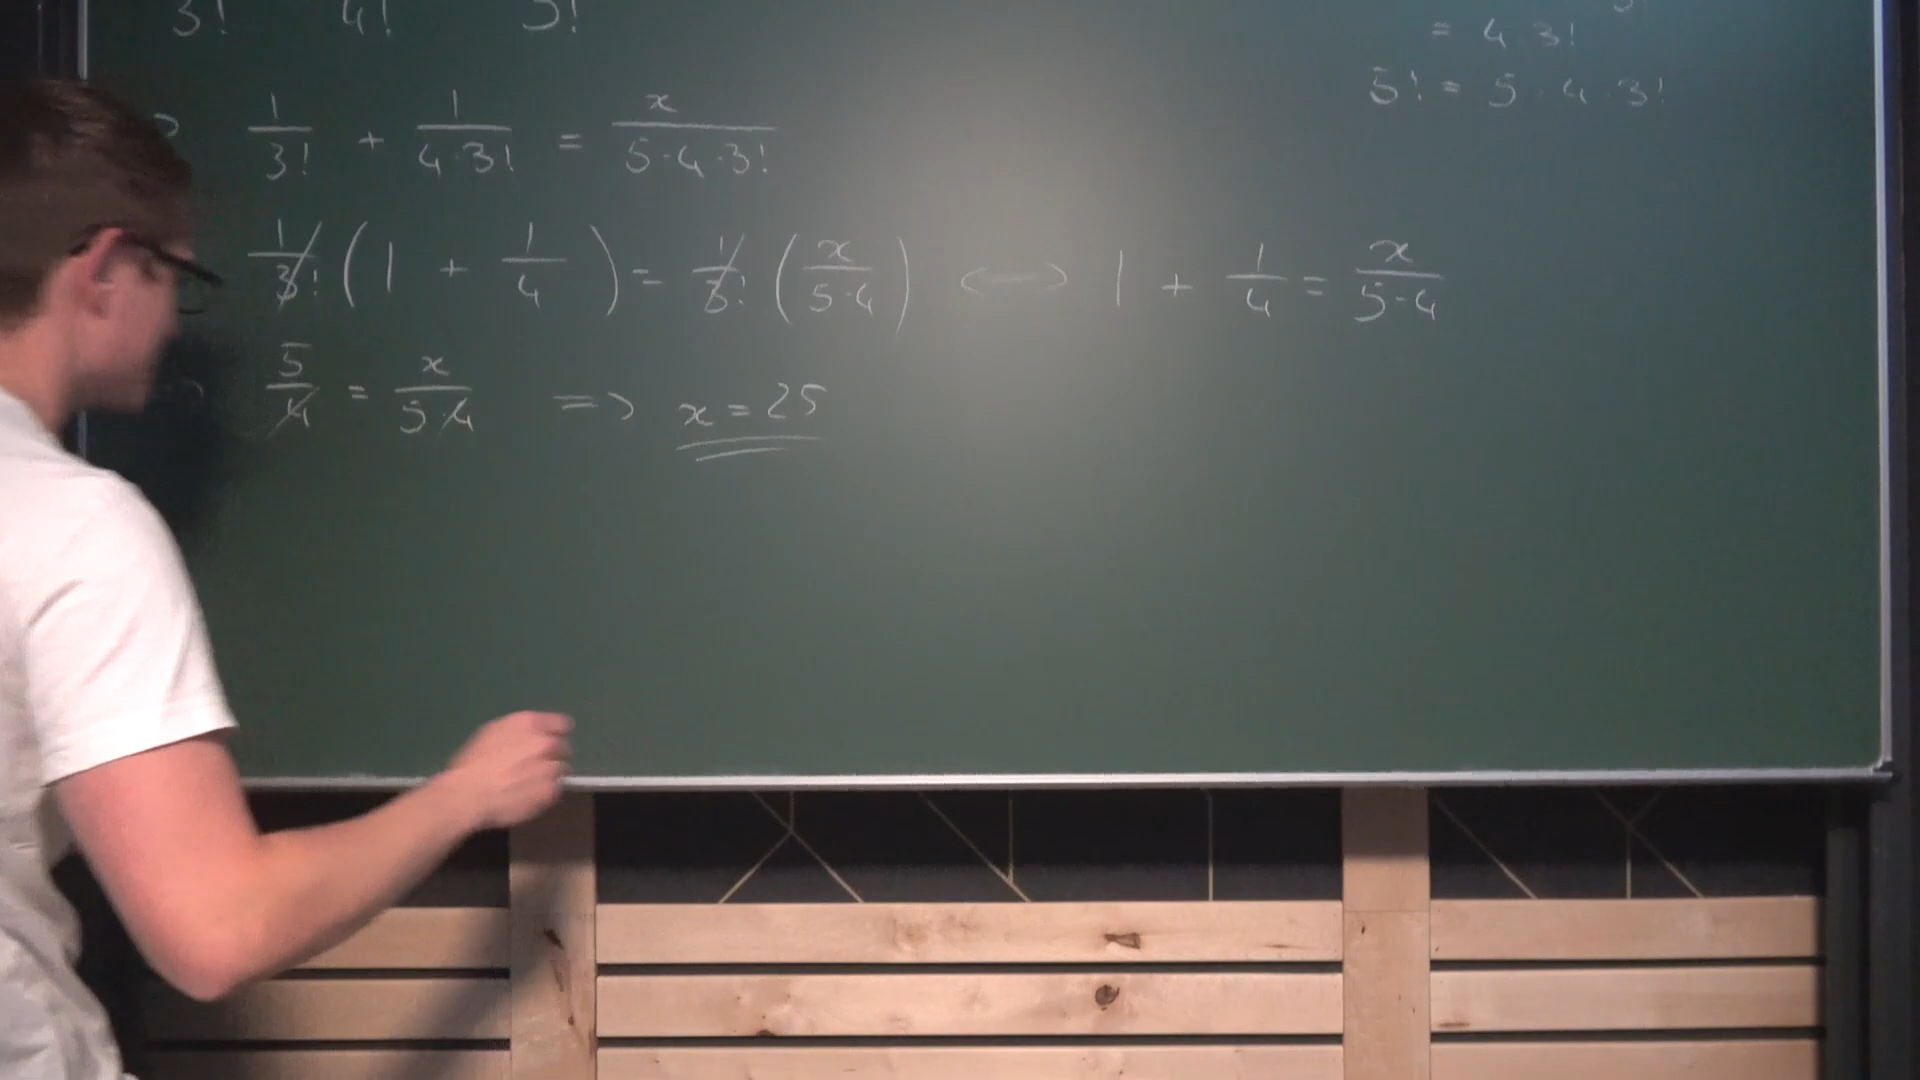 3! 4! 5!
= 4 3!
5! = 5 · 4 · 3!
1/3! + 1/(4·3!) = x/(5·4·3!)
1/3! (1 + 1/4) = 1/3! (x/(5·4)) <=> 1 + 1/4 = x/(5·4)
5/4 = x/(5·4) => x = 25